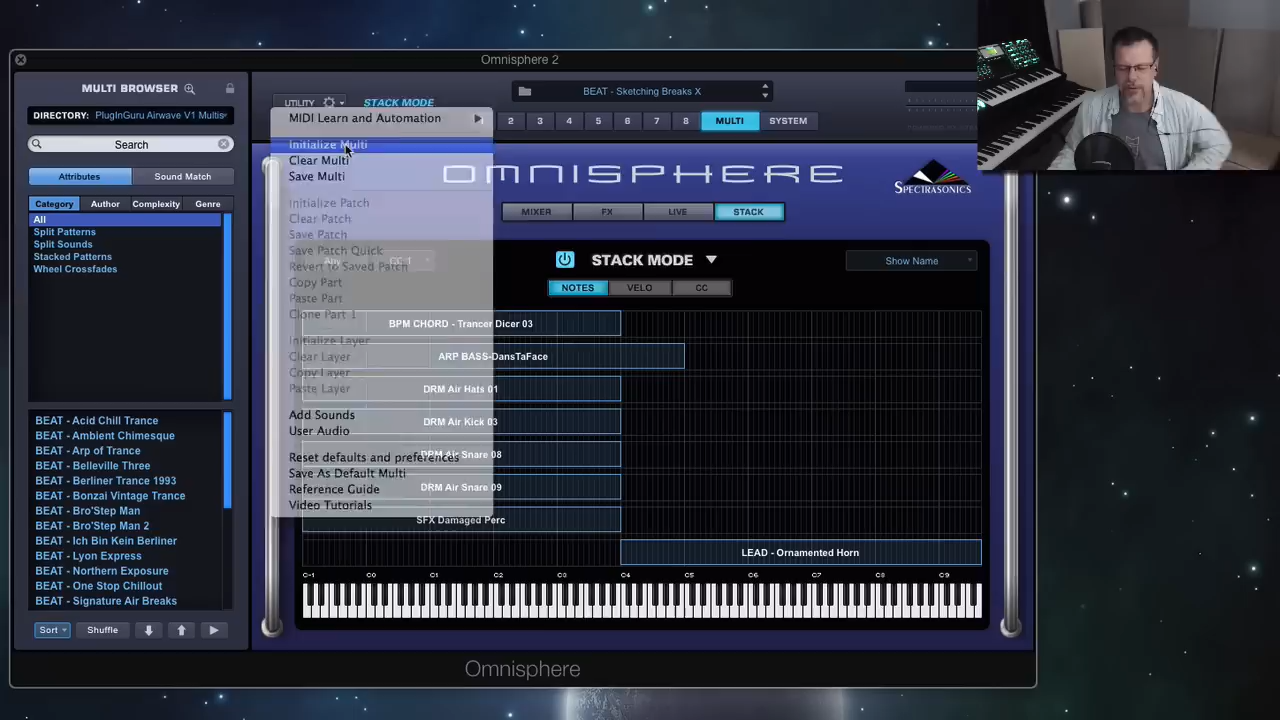 Omnisphere 2
MULTI BROWSER
DIRECTORY: PlugInGuru Airwave V1 Multis
Search
Attributes
Sound Match
Category
Author
Complexity
Genre
All
Split Patterns
Split Sounds
Stacked Patterns
Wheel Crossfades
BEAT - Acid Chill Trance
BEAT - Ambient Chimesque
BEAT - Arp of Trance
BEAT - Belleville Three
BEAT - Berliner Trance 1993
BEAT - Bonzai Vintage Trance
BEAT - Bro'Step Man
BEAT - Bro'Step Man 2
BEAT - Ich Bin Kein Berliner
BEAT - Lyon Express
BEAT - Northern Exposure
BEAT - One Stop Chillout
BEAT - Signature Air Breaks
Sort
Shuffle
UTILITY
STACK MODE
BEAT - Sketching Breaks X
2 3 4 5 6 7 8 MULTI SYSTEM
MIDI Learn and Automation
Initialize Multi
Clear Multi
Save Multi
Initialize Patch
Clear Patch
Save Patch
Save Patch Quick
Revert to Saved Patch
Copy Part
Paste Part
Clone Part 1
Initialize Layer
Clear Layer
Copy Layer
Paste Layer
Add Sounds
User Audio
Reset defaults and preferences
Save As Default Multi
Reference Guide
Video Tutorials
OMNISPHERE
SPECTRASONICS
MIXER FX LIVE STACK
Any
CC 1
STACK MODE
Show Name
NOTES VELO CC
BPM CHORD - Trancer Dicer 03
ARP BASS-DansTaFace
DRM Air Hats 01
DRM Air Kick 03
DRM Air Snare 08
DRM Air Snare 09
SFX Damaged Perc
LEAD - Ornamented Horn
C-1 C0 C1 C2 C3 C4 C5 C6 C7 C8 C9
Omnisphere